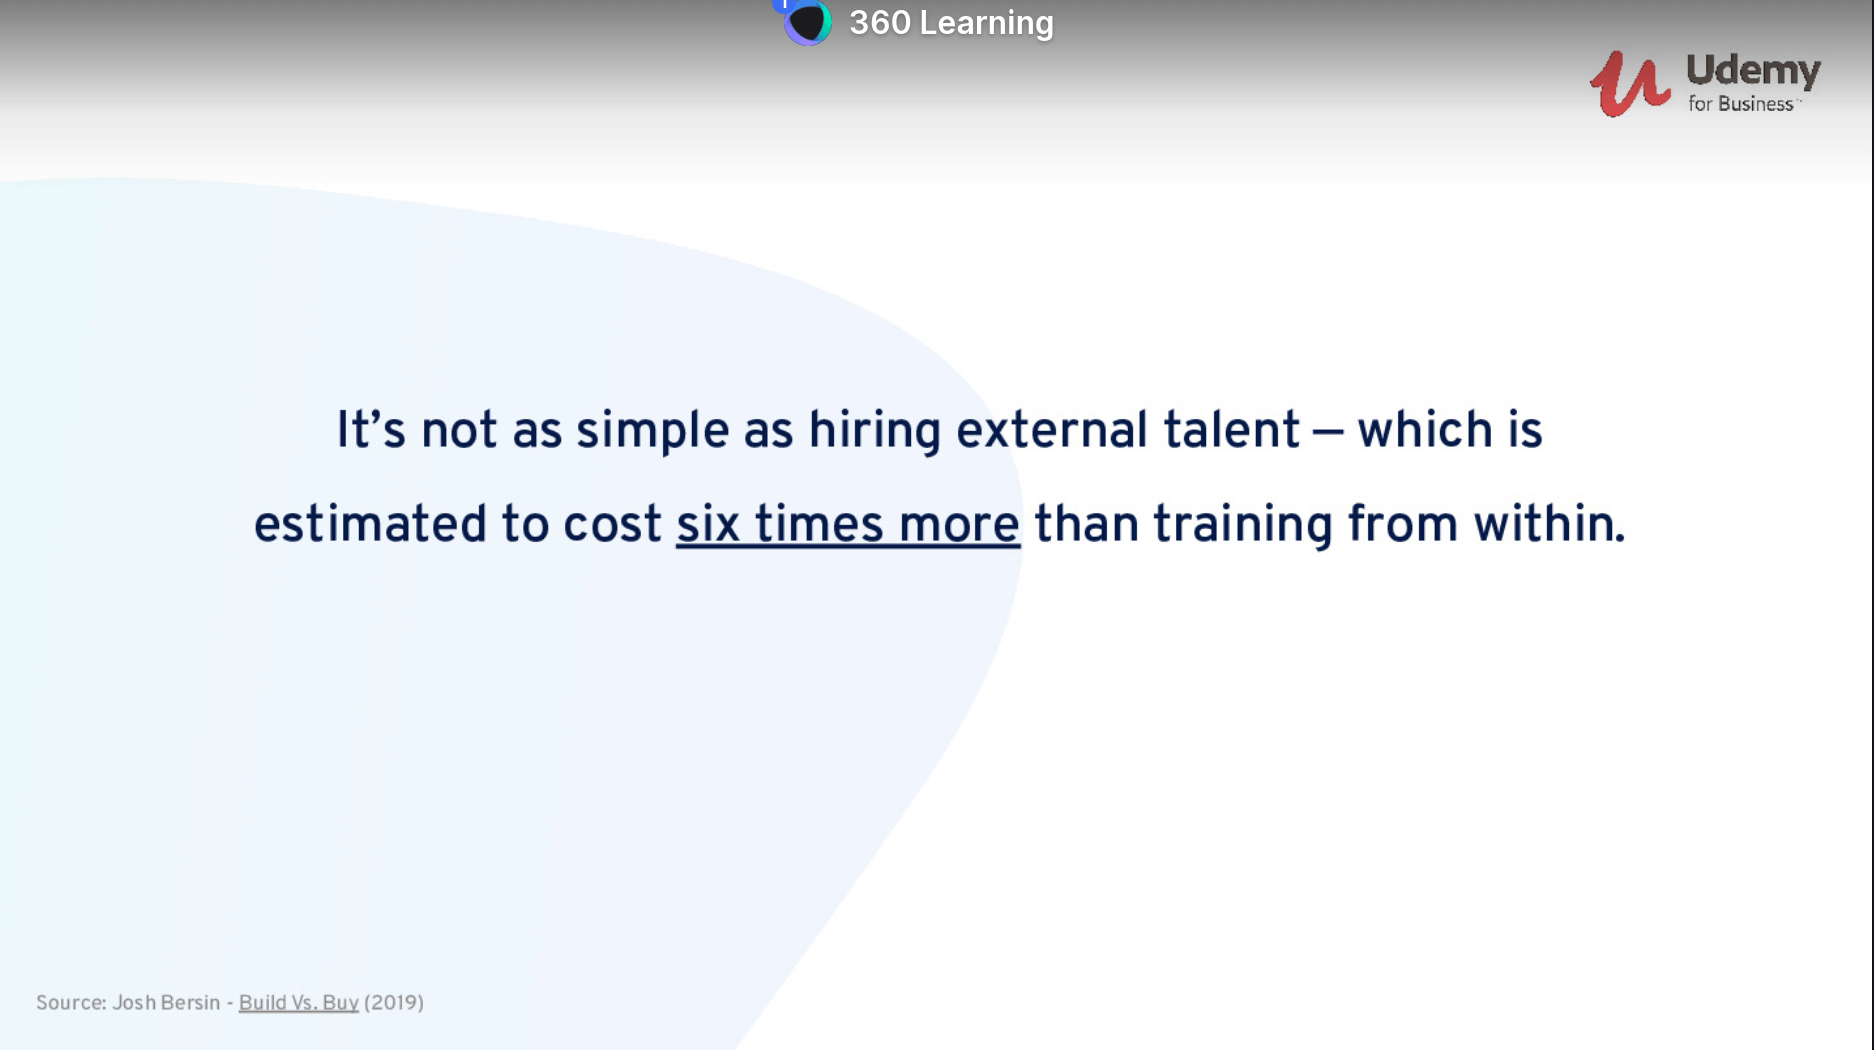 360 Learning
Udemy
for Business
It's not as simple as hiring external talent – which is
estimated to cost six times more than training from within.
Source: Josh Bersin - Build Vs. Buy (2019)